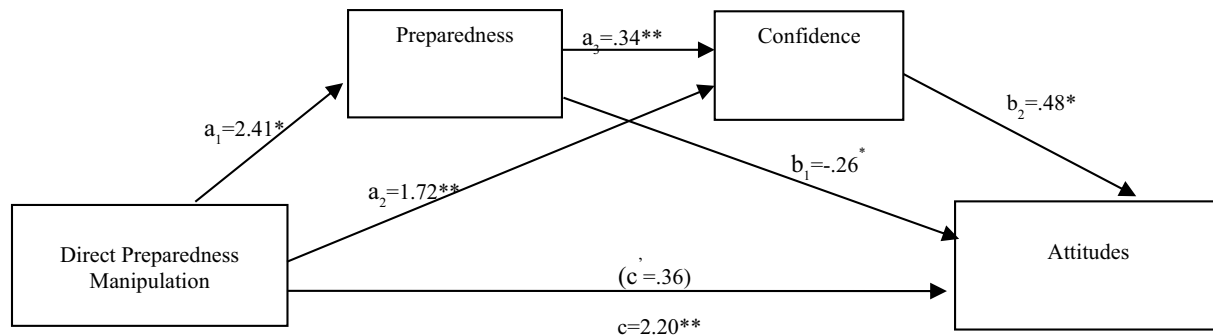 Preparedness
a₃=.34**
Confidence
a₁=2.41*
b₂=.48*
a₂=1.72**
b₁=-.26*
Direct Preparedness
Manipulation
(c'=.36)
Attitudes
c=2.20**